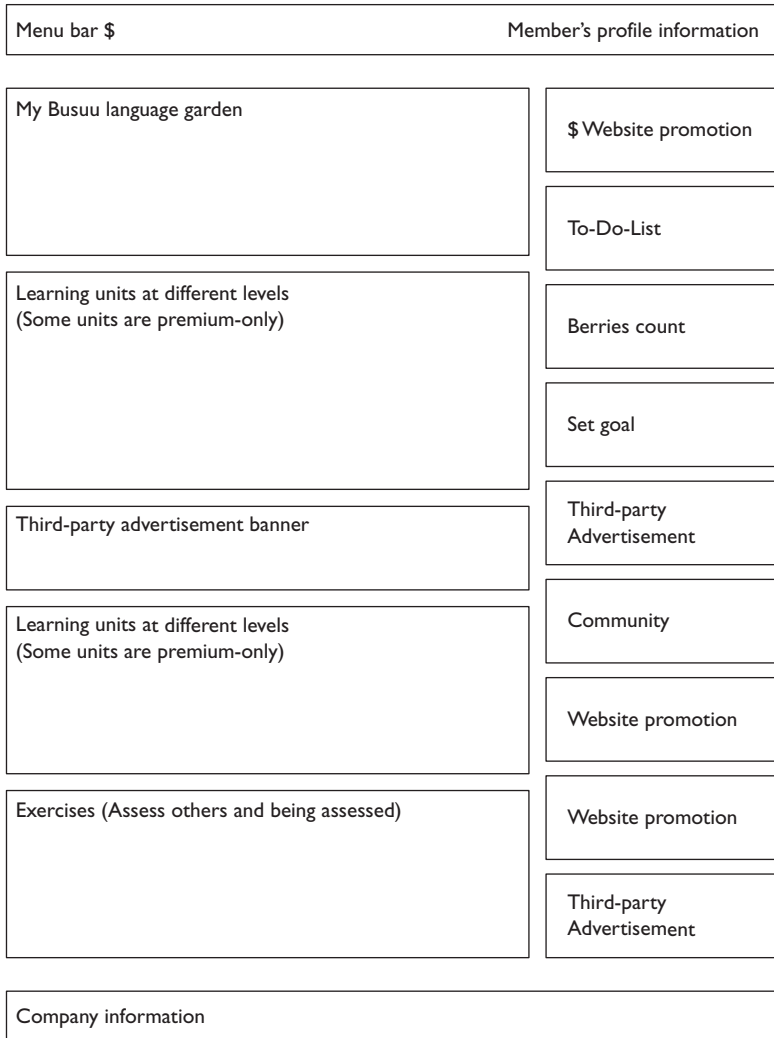 Menu bar $
Member’s profile information
My Busuu language garden
Learning units at different levels
(Some units are premium-only)
Third-party advertisement banner
Learning units at different levels
(Some units are premium-only)
Exercises (Assess others and being assessed)
$ Website promotion
To-Do-List
Berries count
Set goal
Third-party
Advertisement
Community
Website promotion
Website promotion
Third-party
Advertisement
Company information